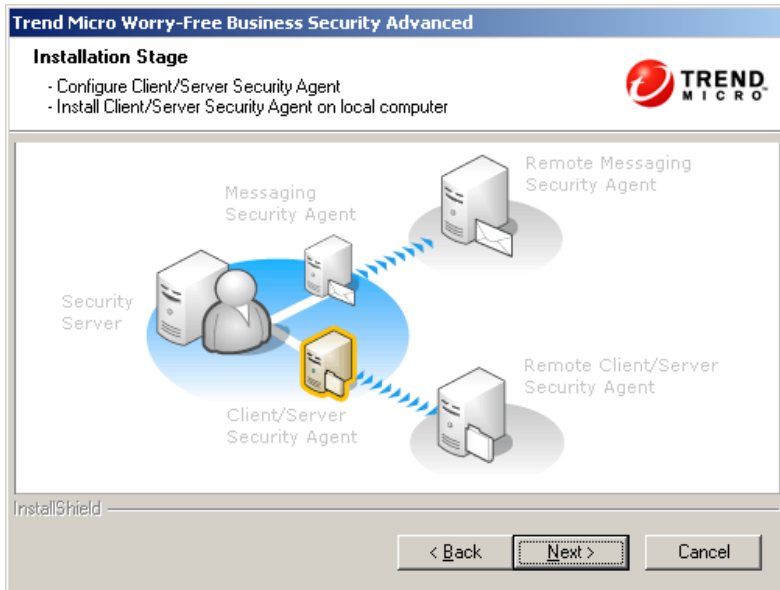 Trend Micro Worry-Free Business Security Advanced
Installation Stage
- Configure Client/Server Security Agent
- Install Client/Server Security Agent on local computer
TREND
MICRO™
Remote Messaging
Security Agent
Messaging
Security Agent
Security
Server
Remote Client/Server
Security Agent
Client/Server
Security Agent
InstallShield
< Back
Next >
Cancel